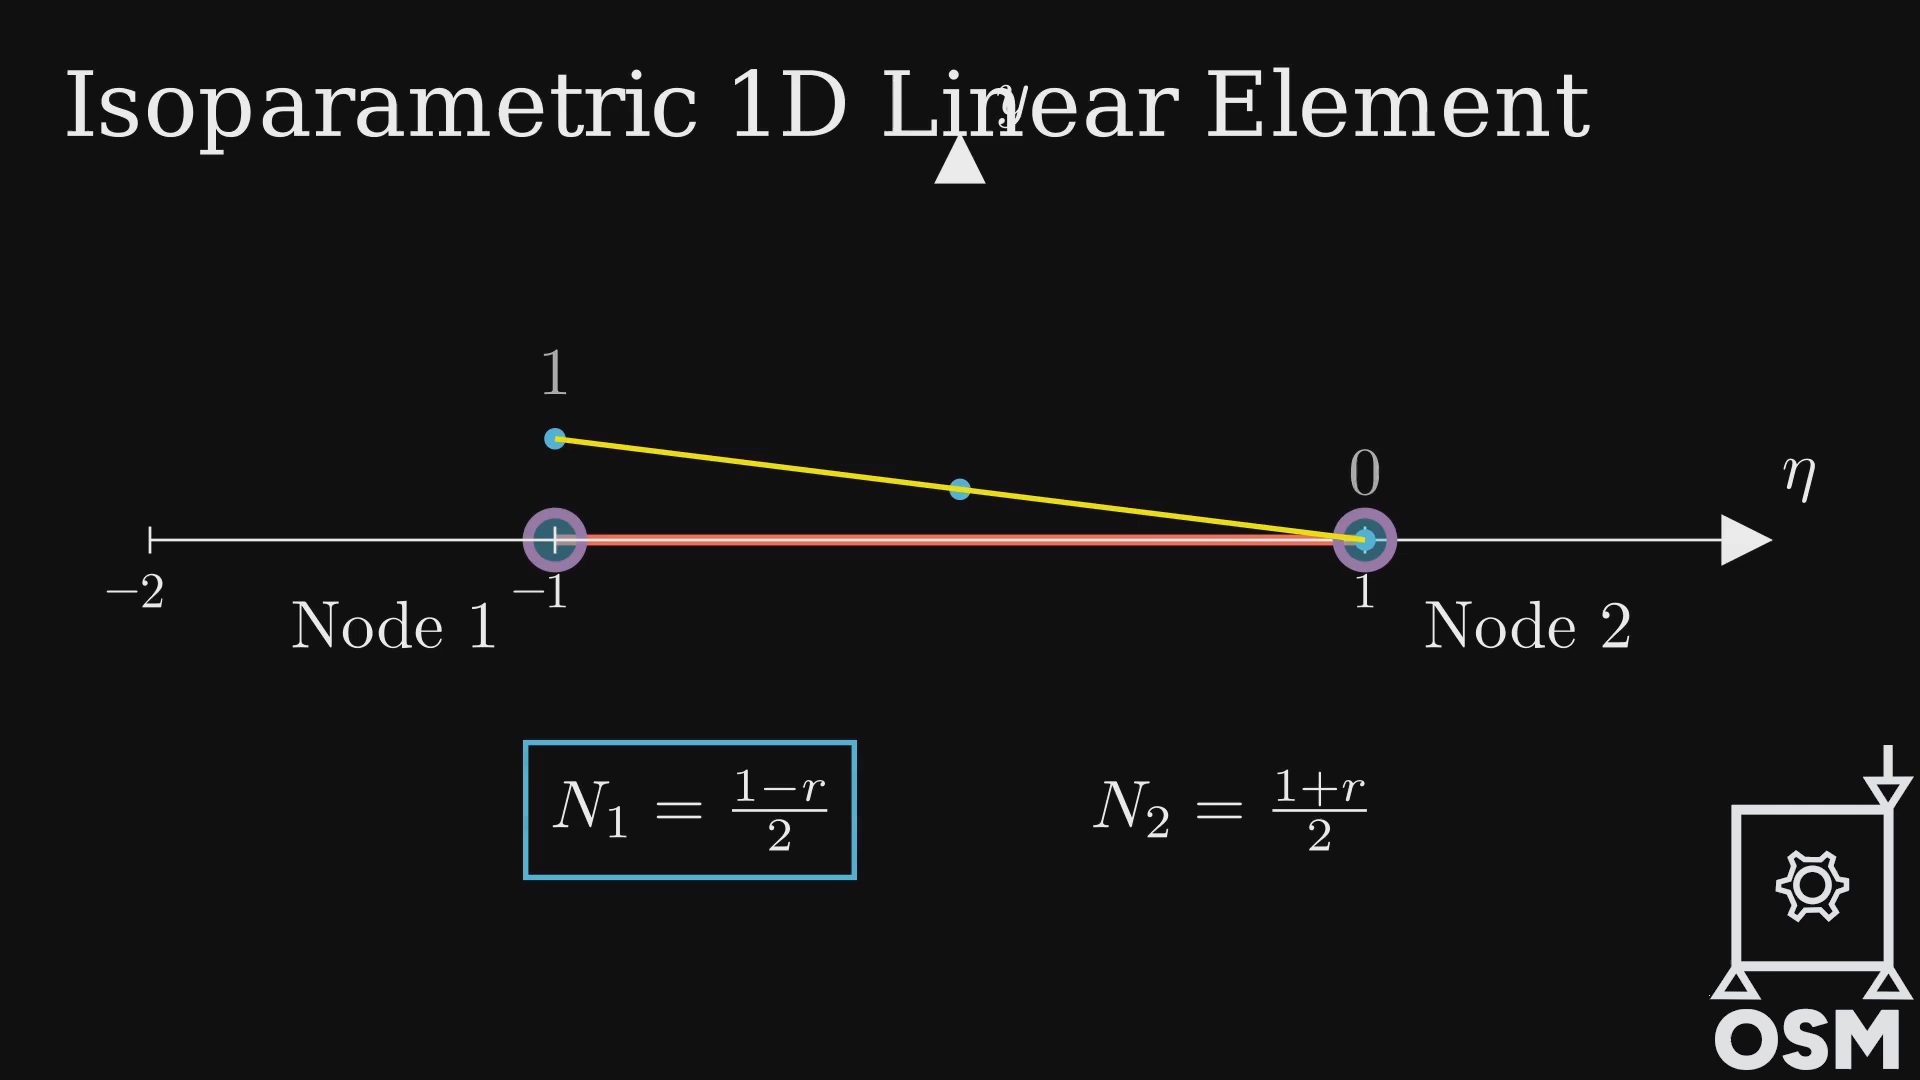 Isoparametric 1D Linear Element
y
1
0
η
−2
−1
1
Node 1
Node 2
N₁ = (1−r)/2
N₂ = (1+r)/2
OSM